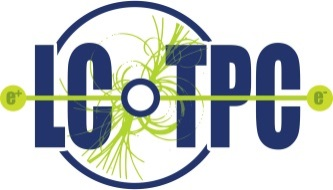 e⁺ LC TPC e⁻